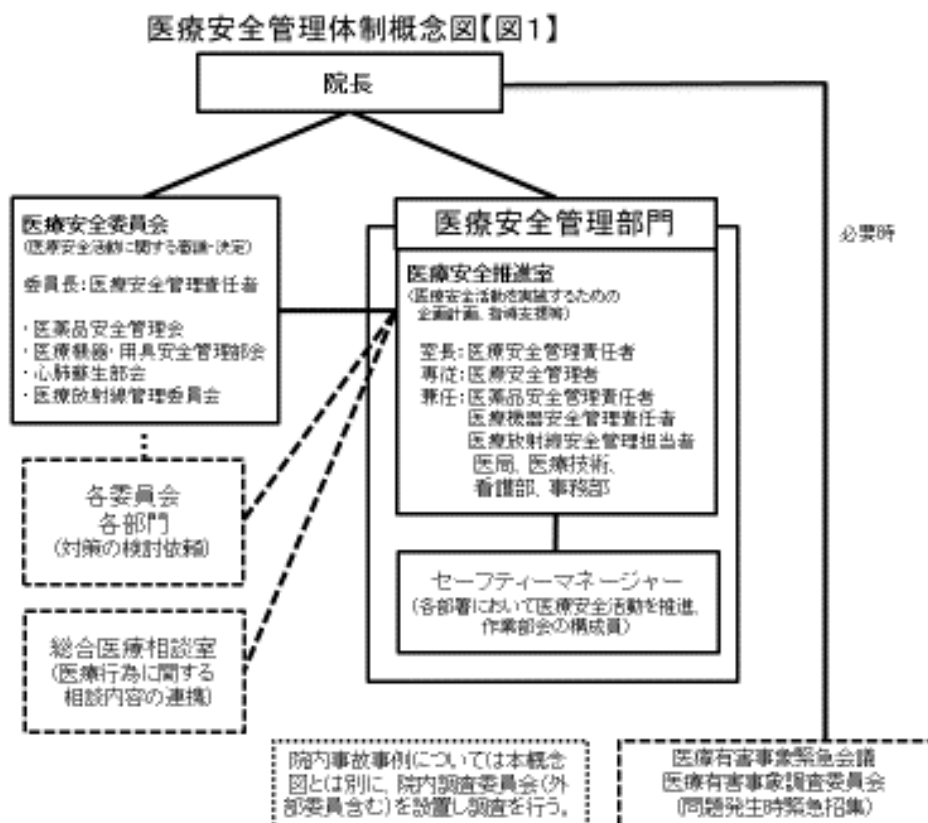 医療安全管理体制概念図【図1】
院長
医療安全委員会
(医療安全活動に関する審議・決定)
委員長:医療安全管理責任者
・医薬品安全管理会
・医療機器・用具安全管理部会
・心肺蘇生部会
・医療放射線管理委員会
医療安全管理部門
必要時
医療安全推進室
(医療安全活動を実施するための
企画計画、指導支援等)
室長:医療安全管理責任者
専従:医療安全管理者
兼任:医薬品安全管理責任者
医療機器安全管理責任者
医療放射線安全管理担当者
医局、医療技術、
看護部、事務部
各委員会
各部門
(対策の検討依頼)
セーフティーマネージャー
(各部署において医療安全活動を推進、
作業部会の構成員)
総合医療相談室
(医療行為に関する
相談内容の連携)
院内事故事例については本概念
図とは別に、院内調査委員会(外
部委員含む)を設置し調査を行う。
医療有害事象緊急会議
医療有害事象調査委員会
(問題発生時緊急招集)